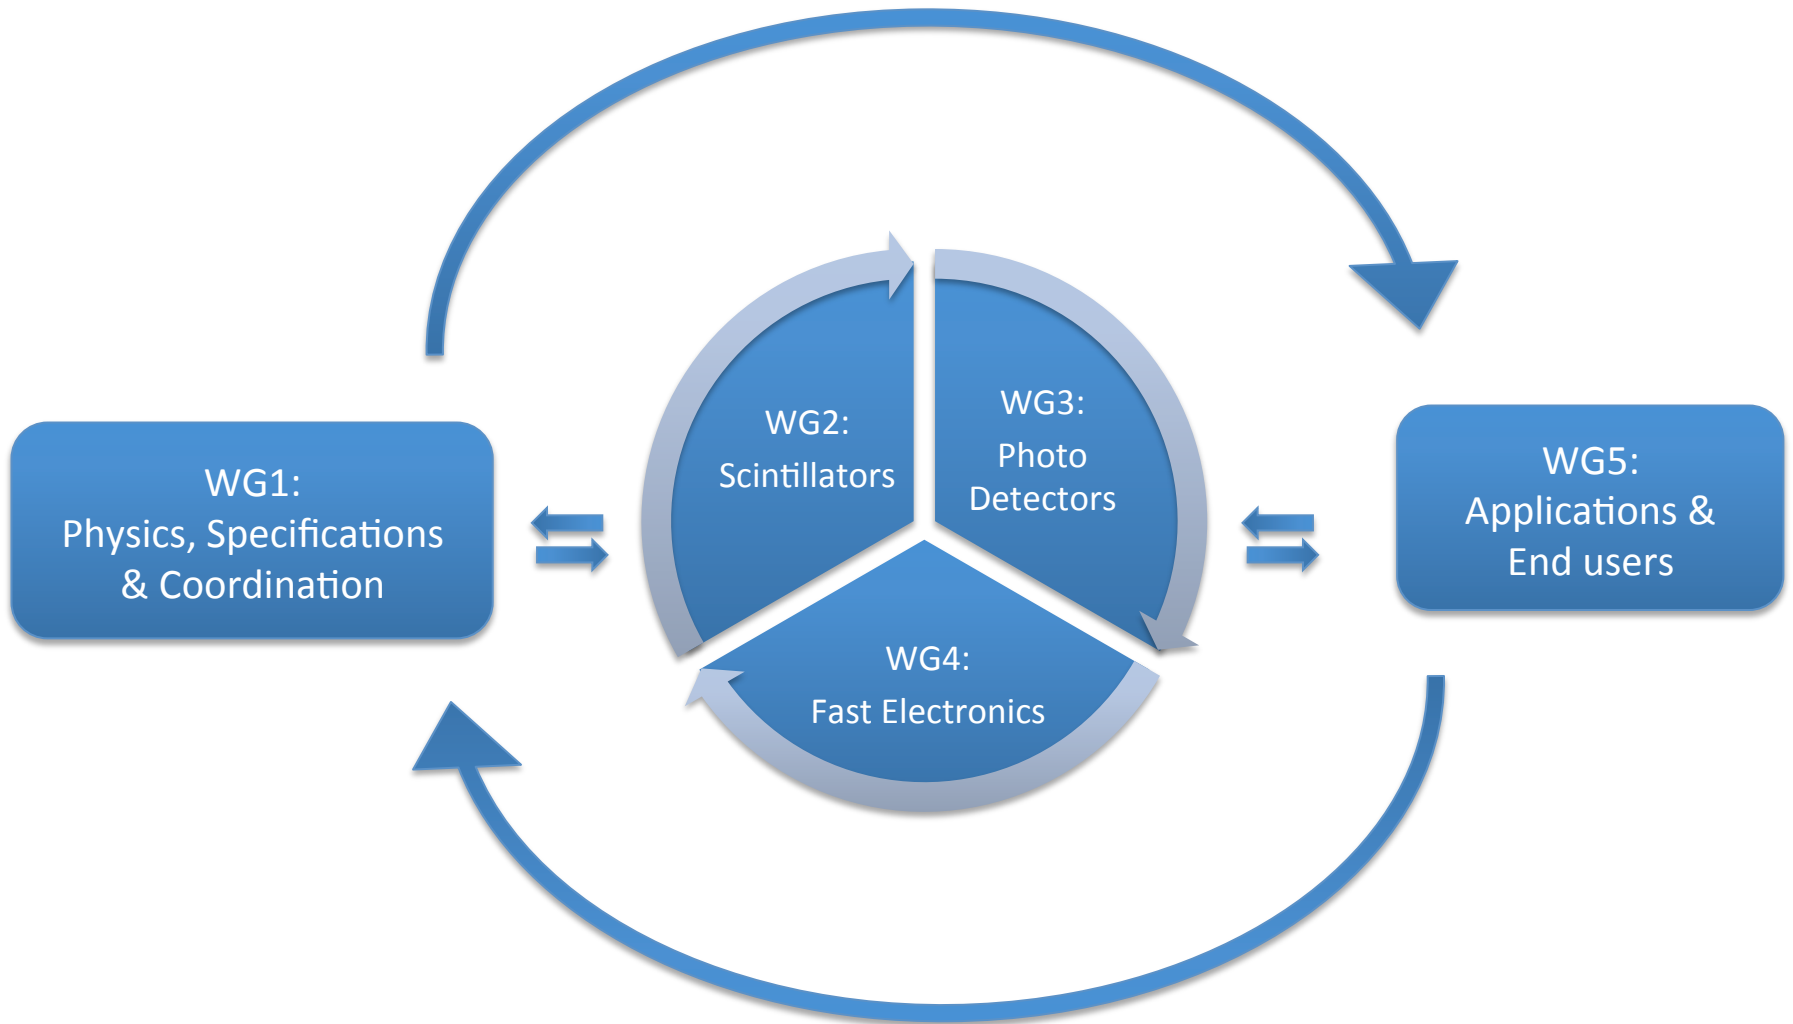 WG1:
Physics, Specifications
& Coordination
WG2:
Scintillators
WG3:
Photo
Detectors
WG4:
Fast Electronics
WG5:
Applications &
End users